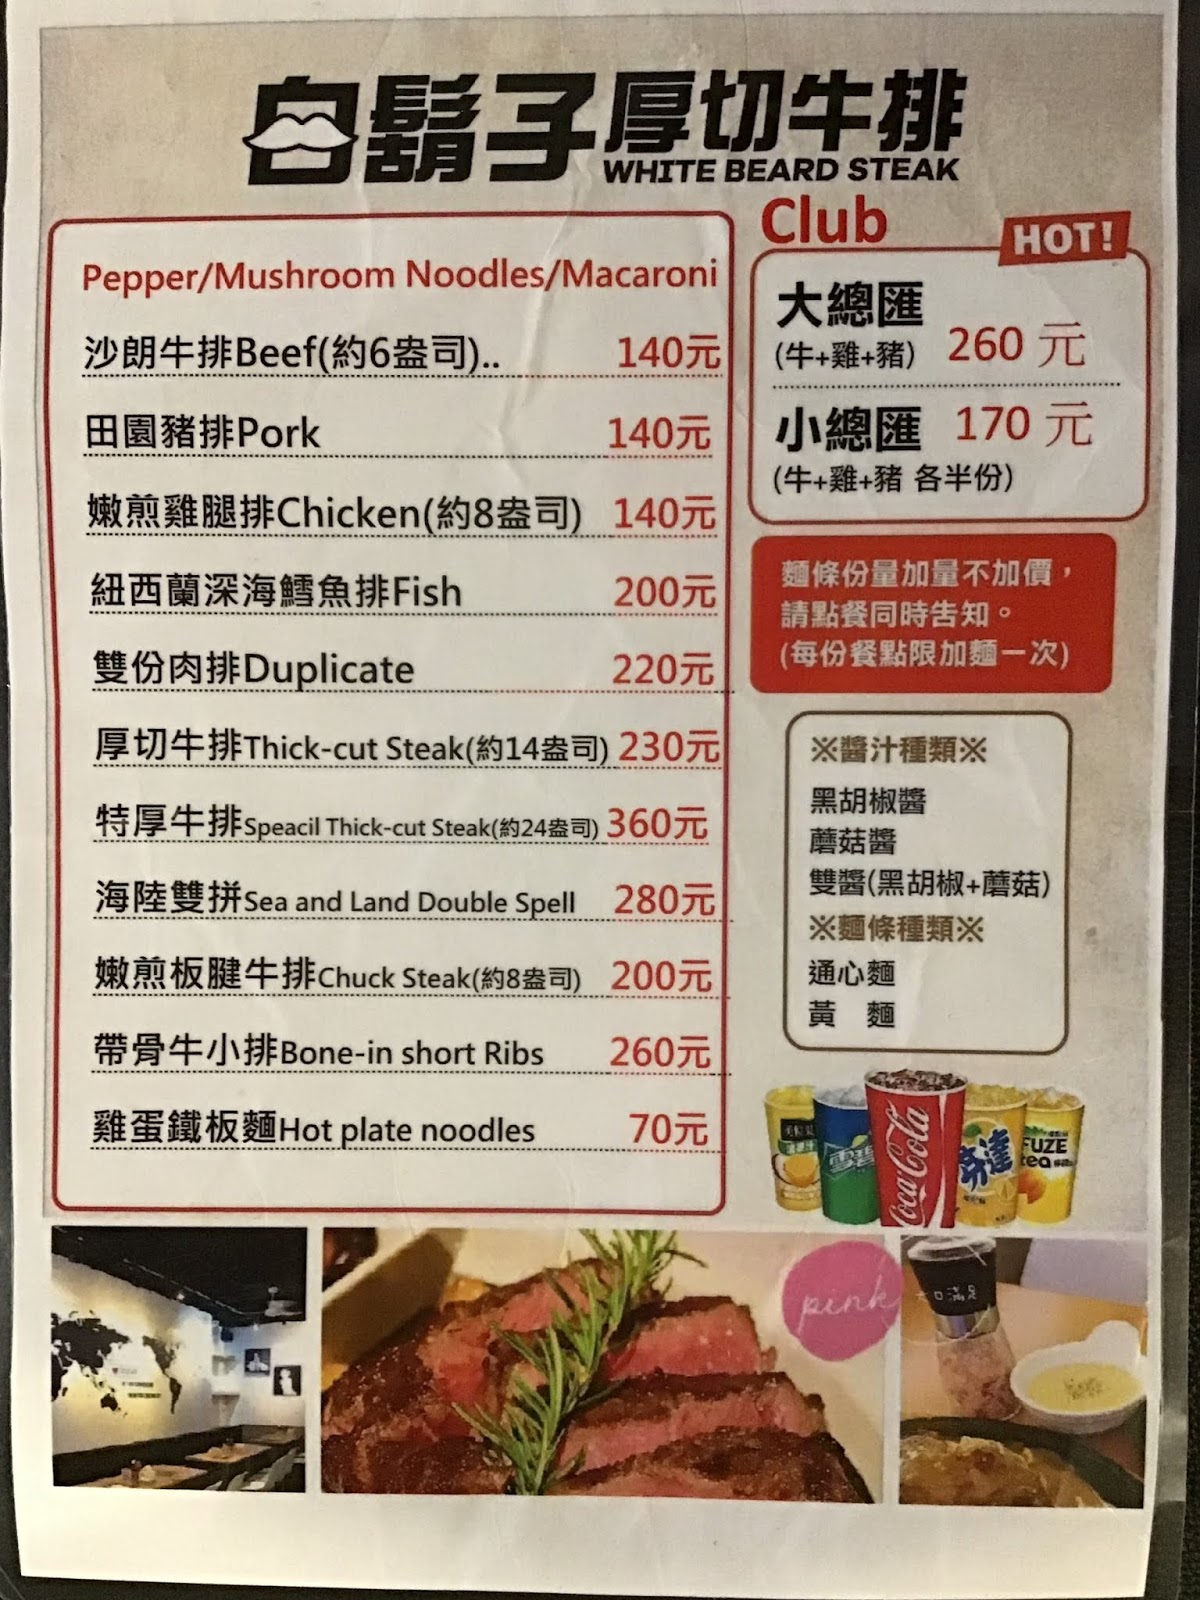 白鬍子厚切牛排
WHITE BEARD STEAK
Pepper/Mushroom Noodles/Macaroni
沙朗牛排Beef(約6盎司).. 140元
田園豬排Pork 140元
嫩煎雞腿排Chicken(約8盎司) 140元
紐西蘭深海鱈魚排Fish 200元
雙份肉排Duplicate 220元
厚切牛排Thick-cut Steak(約14盎司) 230元
特厚牛排Speacil Thick-cut Steak(約24盎司) 360元
海陸雙拼Sea and Land Double Spell 280元
嫩煎板腱牛排Chuck Steak(約8盎司) 200元
帶骨牛小排Bone-in short Ribs 260元
雞蛋鐵板麵Hot plate noodles 70元
Club
HOT!
大總匯
(牛+雞+豬) 260 元
小總匯 170 元
(牛+雞+豬 各半份)
麵條份量加量不加價，
請點餐同時告知。
(每份餐點限加麵一次)
※醬汁種類※
黑胡椒醬
蘑菇醬
雙醬(黑胡椒+蘑菇)
※麵條種類※
通心麵
黃 麵
Coca-Cola
芬達
FUZE
tea
pink
大口滿足